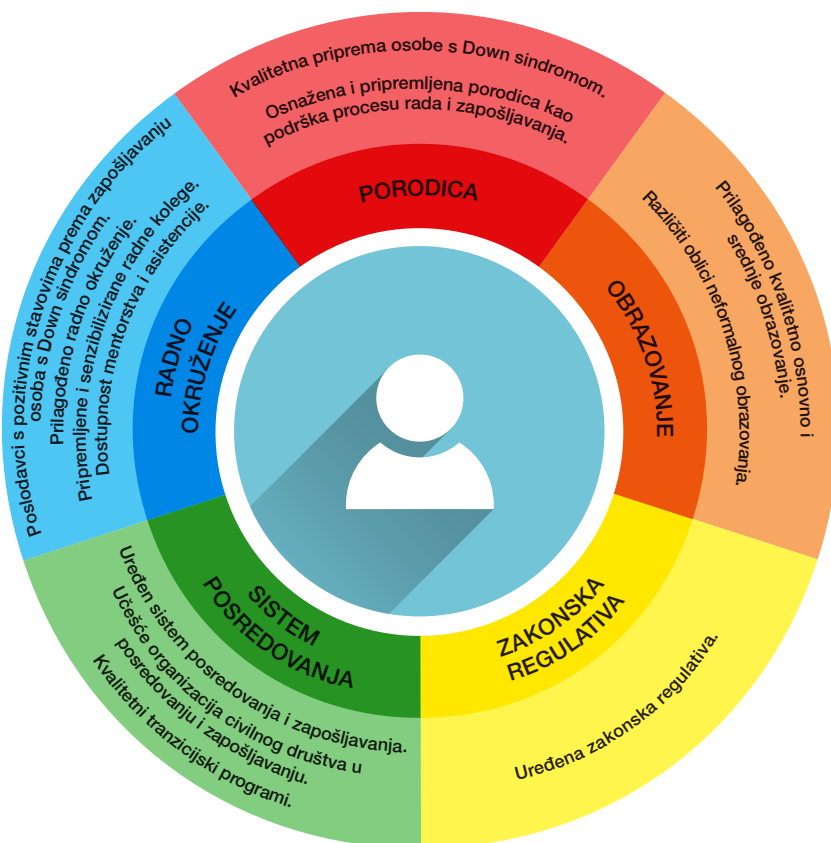 Kvalitetna priprema osobe s Down sindromom.
Osnažena i pripremljena porodica kao
podrška procesu rada i zapošljavanja.
PORODICA
Prilagođeno kvalitetno osnovno i
srednje obrazovanje.
Različiti oblici neformalnog obrazovanja.
OBRAZOVANJE
ZAKONSKA
REGULATIVA
Uređena zakonska regulativa.
SISTEM
POSREDOVANJA
Uređen sistem posredovanja i zapošljavanja.
Učešće organizacija civilnog društva u
posredovanju i zapošljavanju.
Kvalitetni tranzicijski programi.
Poslodavci s pozitivnim stavovima prema zapošljavanju
osoba s Down sindromom.
Prilagođeno radno okruženje.
Pripremljene i senzibilizirane radne kolege.
Dostupnost mentorstva i asistencije.
RADNO
OKRUŽENJE